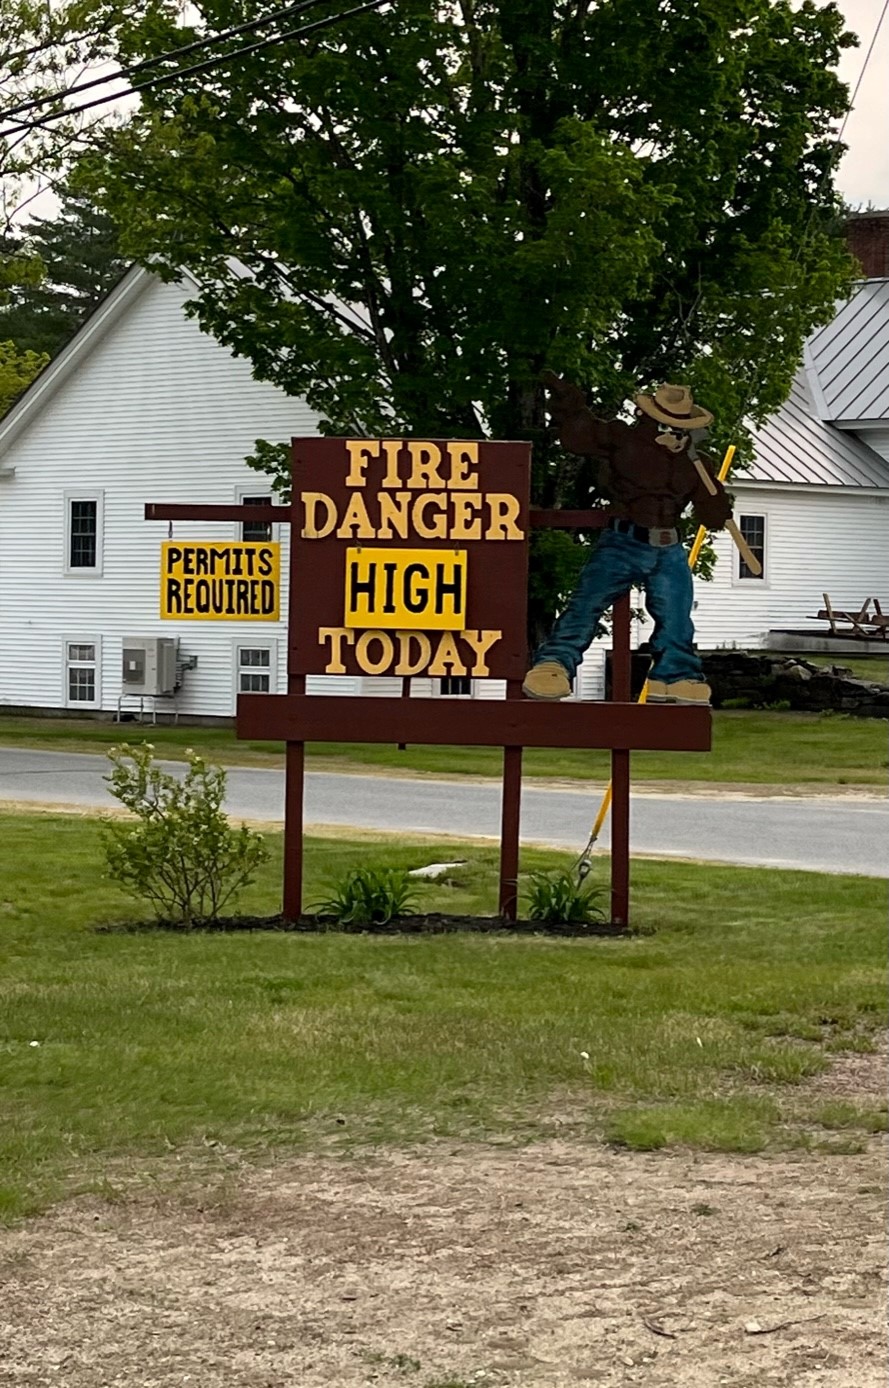 FIRE
DANGER
HIGH
TODAY
PERMITS
REQUIRED